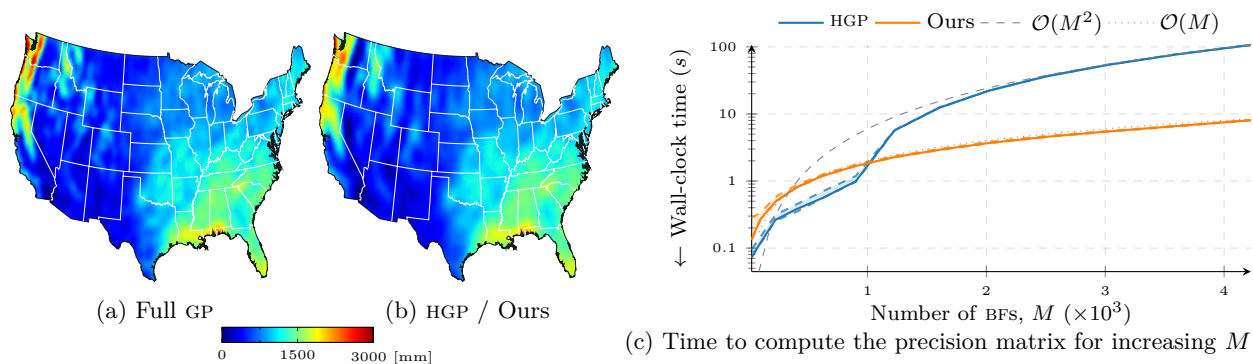 HGP Ours O(M²) O(M)
← Wall-clock time (s)
100
10
1
0.1
1 2 3 4
Number of BFs, M (×10³)
(a) Full GP (b) HGP / Ours
0 1500 3000 [mm]
(c) Time to compute the precision matrix for increasing M